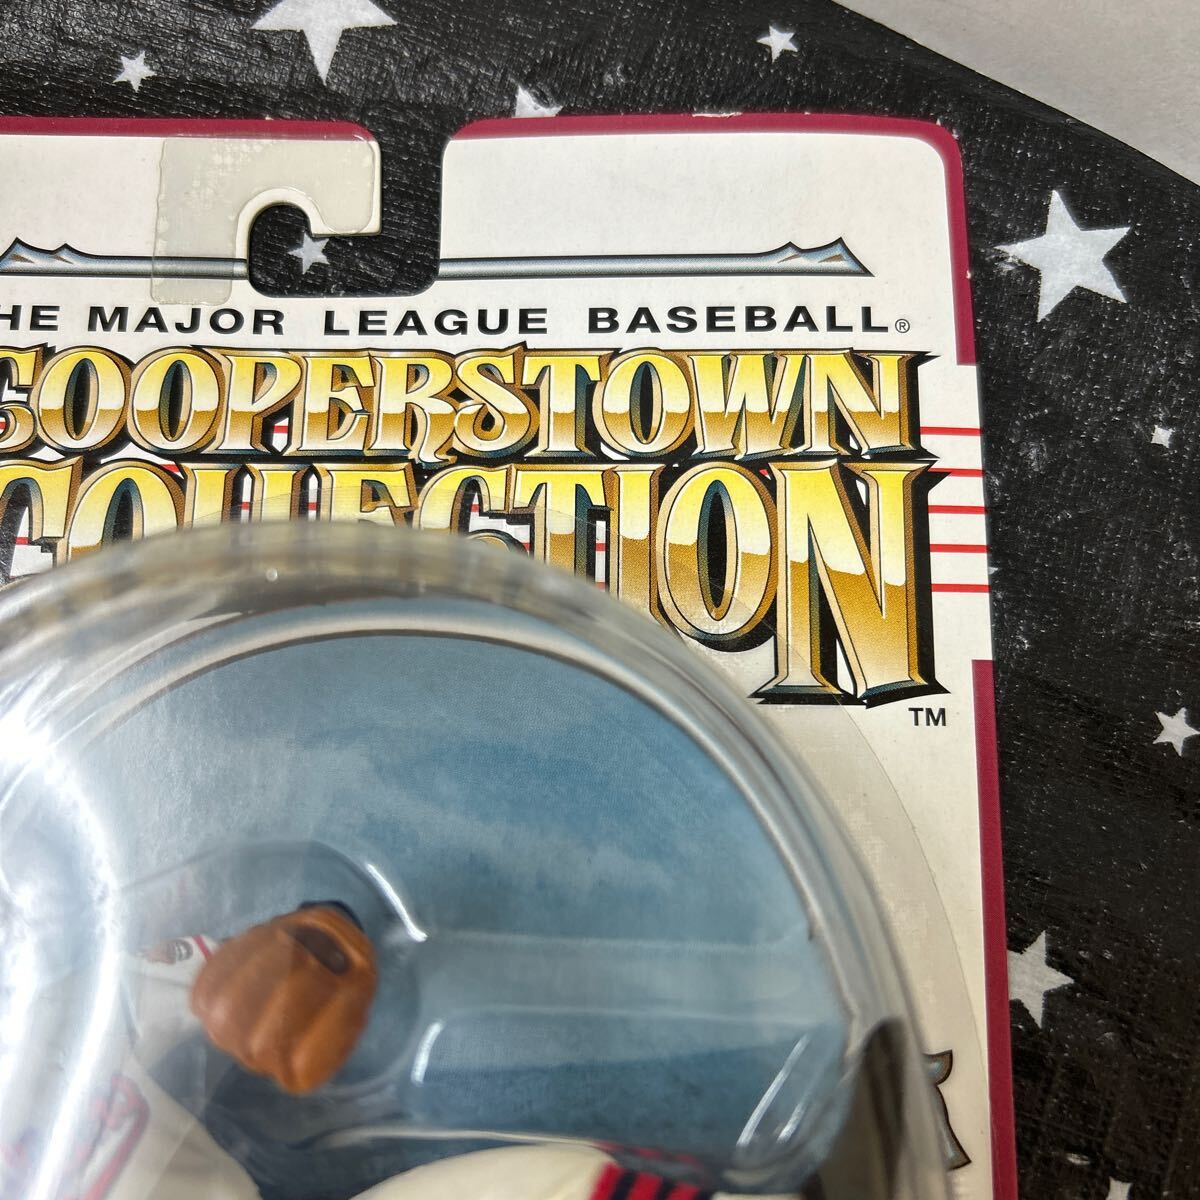 HE MAJOR LEAGUE BASEBALL®
COOPERSTOWN
COLLECTION
TM